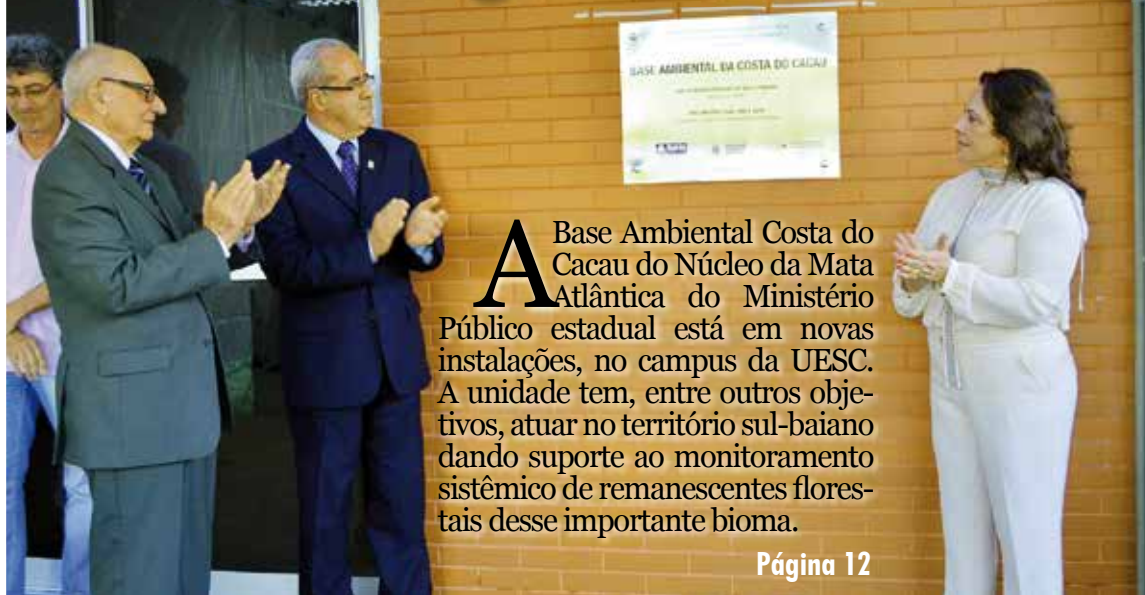 BASE AMBIENTAL DA COSTA DO CACAU
A Base Ambiental Costa do
Cacau do Núcleo da Mata
Atlântica do Ministério
Público estadual está em novas
instalações, no campus da UESC.
A unidade tem, entre outros obje-
tivos, atuar no território sul-baiano
dando suporte ao monitoramento
sistêmico de remanescentes flores-
tais desse importante bioma.
Página 12